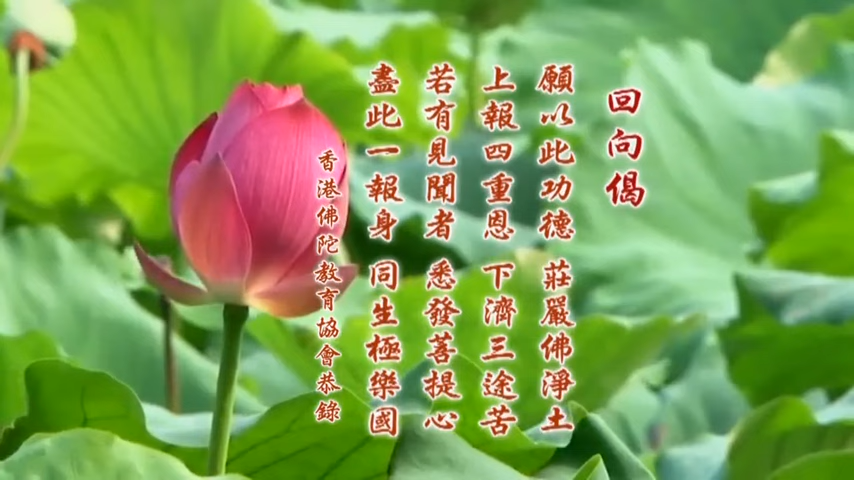 回向偈
願以此功德 莊嚴佛淨土
上報四重恩 下濟三途苦
若有見聞者 悉發菩提心
盡此一報身 同生極樂國
香港佛陀教育協會恭錄